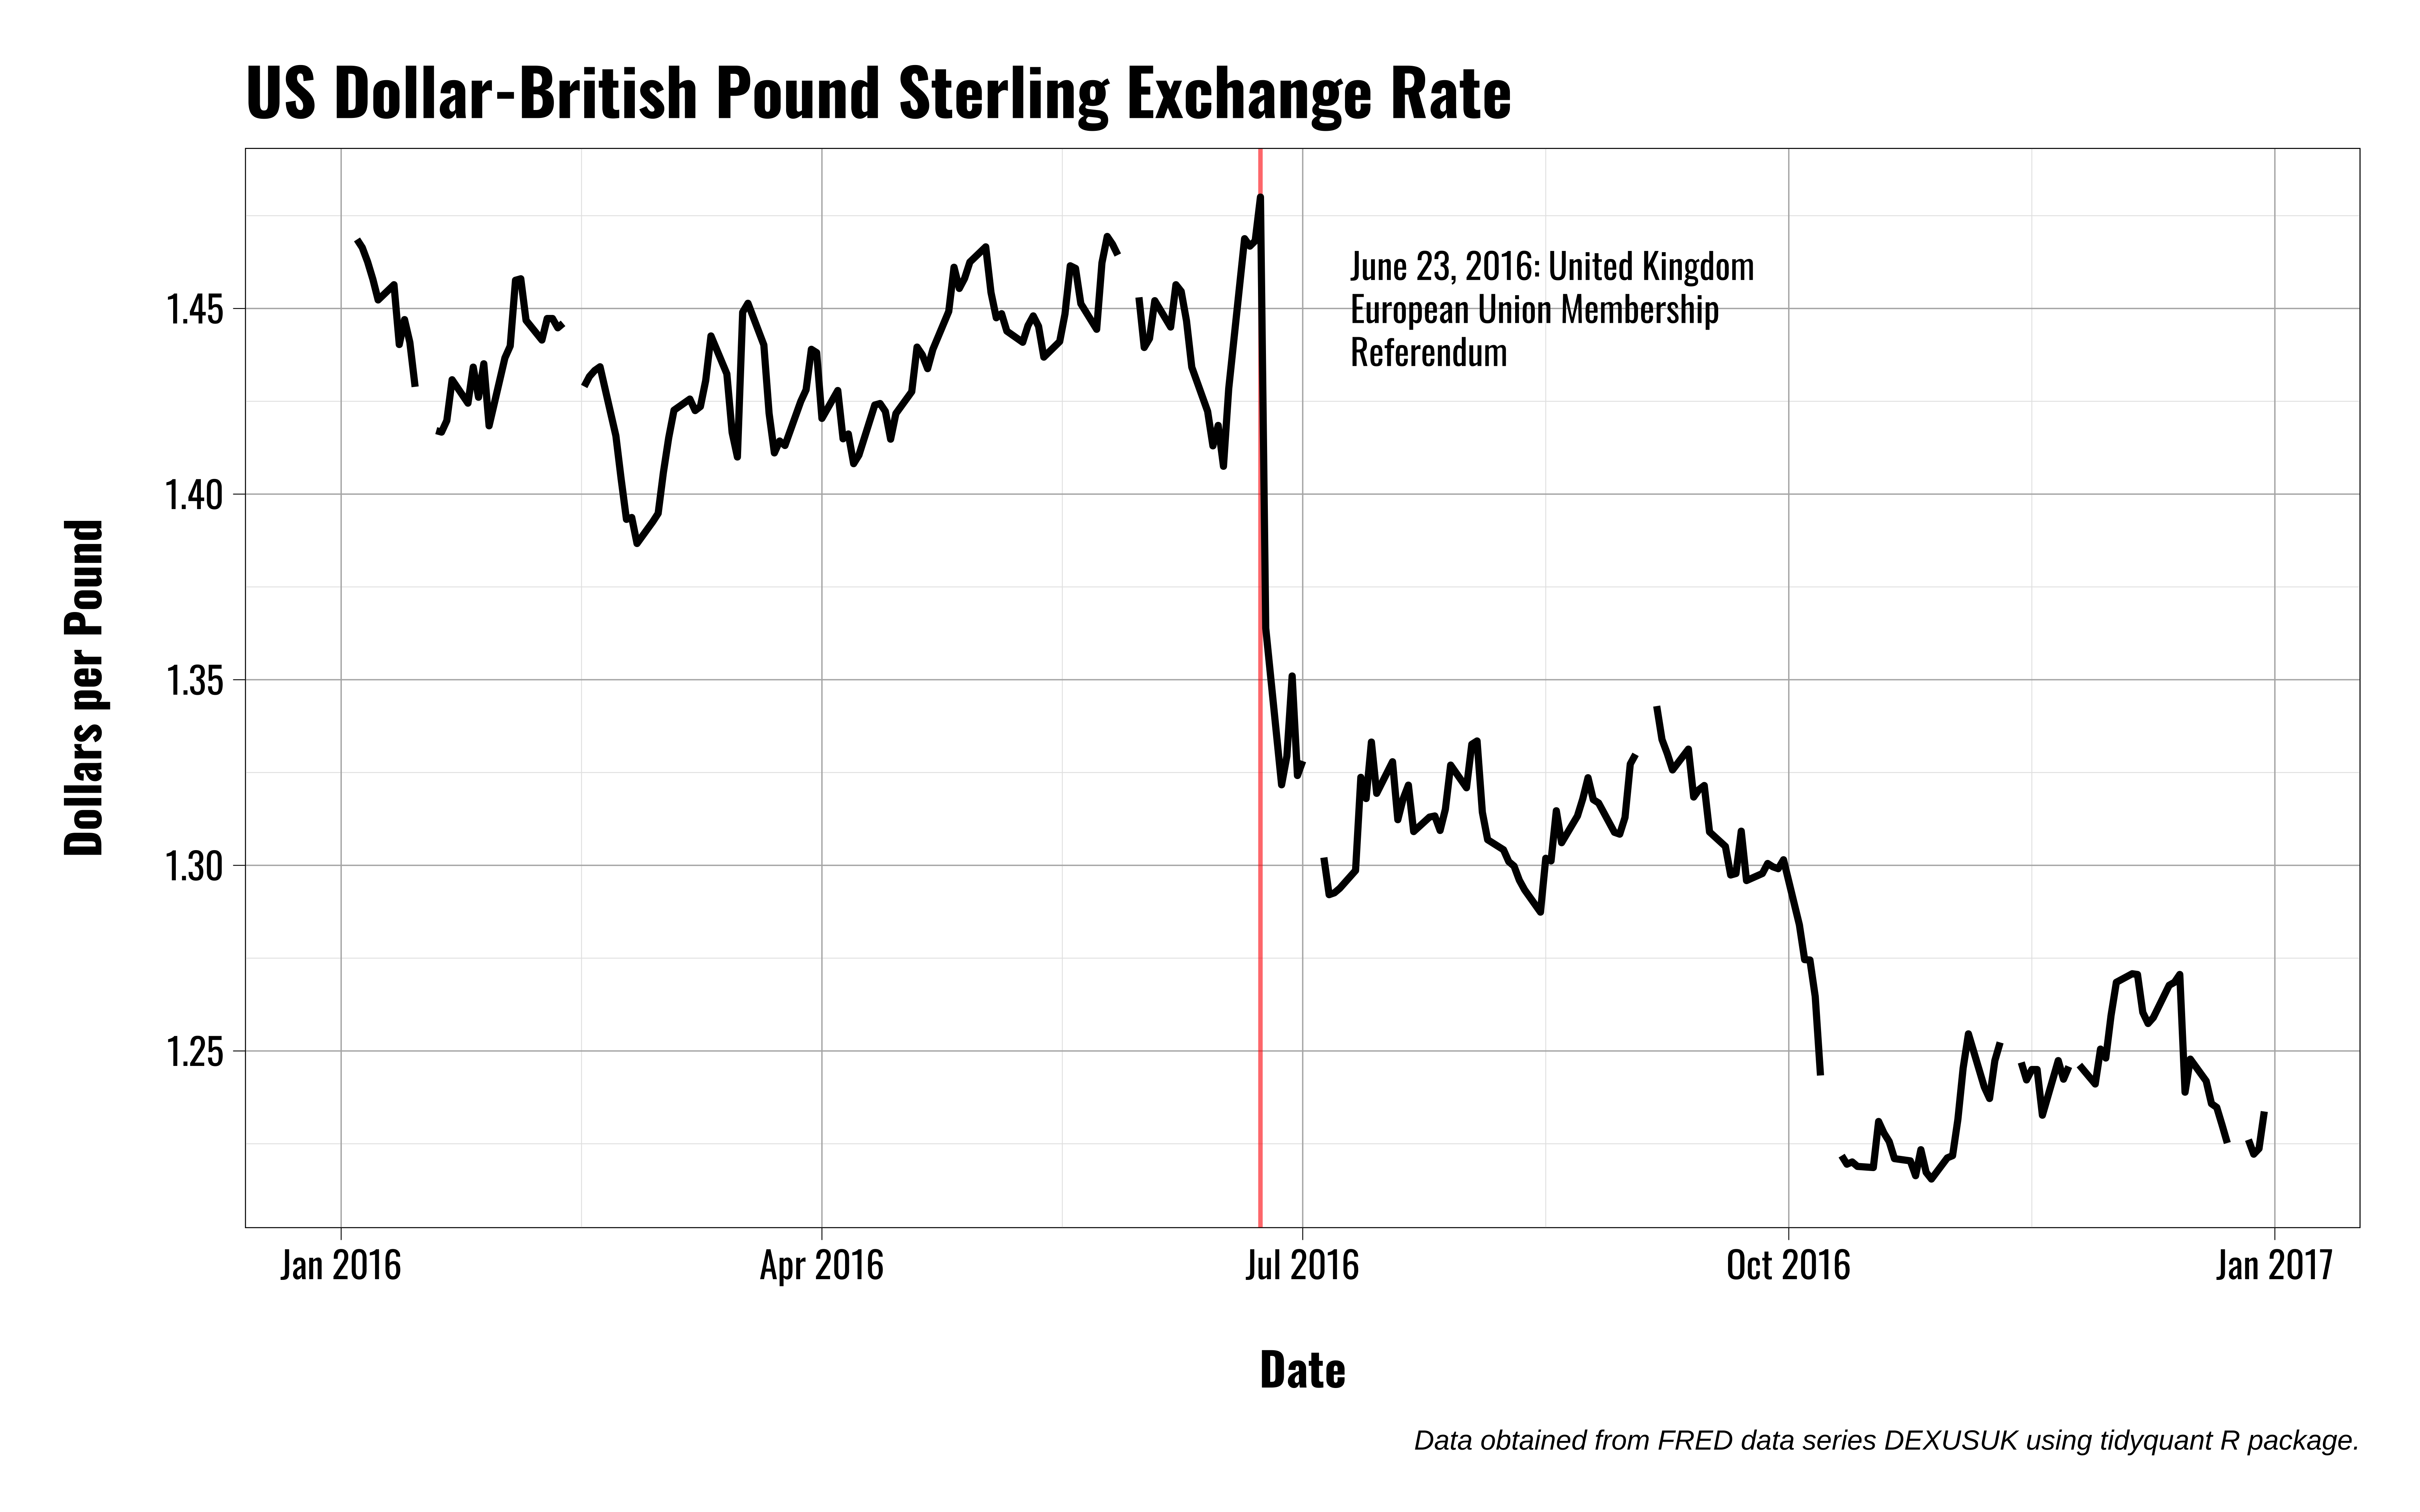 US Dollar-British Pound Sterling Exchange Rate
June 23, 2016: United Kingdom
European Union Membership
Referendum
1.45
1.40
1.35
1.30
1.25
Dollars per Pound
Jan 2016
Apr 2016
Jul 2016
Oct 2016
Jan 2017
Date
Data obtained from FRED data series DEXUSUK using tidyquant R package.